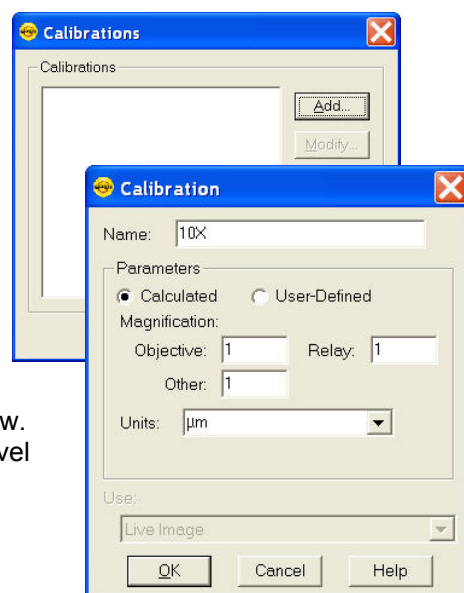 Calibrations
Calibrations
Add...
Modify...
Calibration
Name: 10X
Parameters
Calculated User-Defined
Magnification:
Objective: 1 Relay: 1
Other: 1
Units: µm
Use:
Live Image
OK Cancel Help
w.
vel